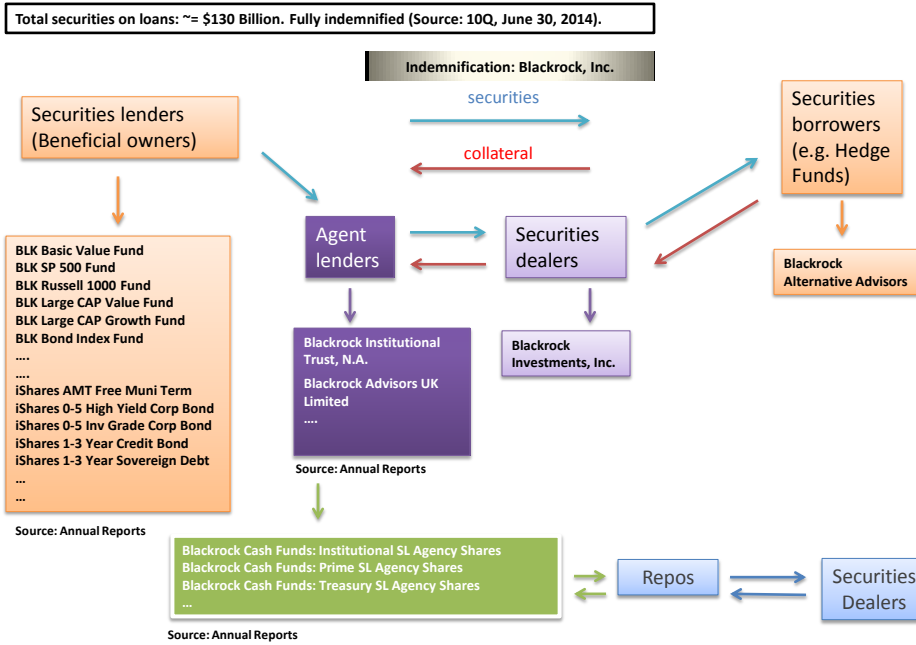 Total securities on loans: ~= $130 Billion. Fully indemnified (Source: 10Q, June 30, 2014).
Indemnification: Blackrock, Inc.
securities
collateral
Securities lenders
(Beneficial owners)
Securities
borrowers
(e.g. Hedge
Funds)
Agent
lenders
Securities
dealers
BLK Basic Value Fund
BLK SP 500 Fund
BLK Russell 1000 Fund
BLK Large CAP Value Fund
BLK Large CAP Growth Fund
BLK Bond Index Fund
....
....
iShares AMT Free Muni Term
iShares 0-5 High Yield Corp Bond
iShares 0-5 Inv Grade Corp Bond
iShares 1-3 Year Credit Bond
iShares 1-3 Year Sovereign Debt
...
...
Source: Annual Reports
Blackrock Institutional
Trust, N.A.
Blackrock Advisors UK
Limited
....
Source: Annual Reports
Blackrock
Investments, Inc.
Blackrock
Alternative Advisors
Blackrock Cash Funds: Institutional SL Agency Shares
Blackrock Cash Funds: Prime SL Agency Shares
Blackrock Cash Funds: Treasury SL Agency Shares
...
Source: Annual Reports
Repos
Securities
Dealers